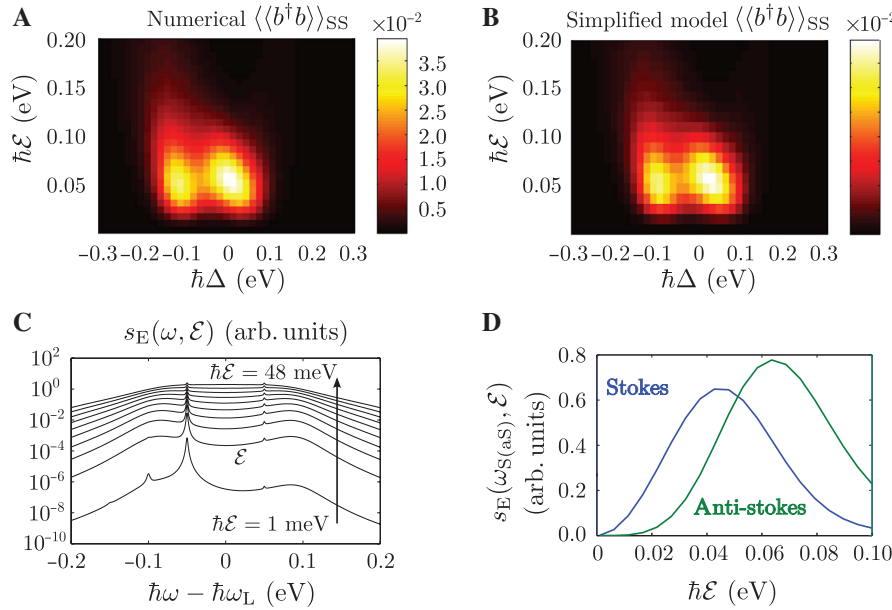 A
Numerical ⟨⟨b†b⟩⟩SS
×10−2
0.20
0.15
0.10
0.05
ℏℰ (eV)
−0.3 −0.2 −0.1 0 0.1 0.2 0.3
ℏΔ (eV)
3.5
3.0
2.5
2.0
1.5
1.0
0.5
B
Simplified model ⟨⟨b†b⟩⟩SS
×10−2
0.20
0.15
0.10
0.05
ℏℰ (eV)
−0.3 −0.2 −0.1 0 0.1 0.2 0.3
ℏΔ (eV)
C
sE(ω, ℰ) (arb. units)
10^2
10^0
10^−2
10^−4
10^−6
10^−8
10^−10
ℏℰ = 48 meV
ℰ
ℏℰ = 1 meV
−0.2 −0.1 0 0.1 0.2
ℏω − ℏωL (eV)
D
sE(ωS(aS), ℰ)
(arb. units)
0.8
0.6
0.4
0.2
0.0
Stokes
Anti-stokes
0 0.02 0.04 0.06 0.08 0.10
ℏℰ (eV)